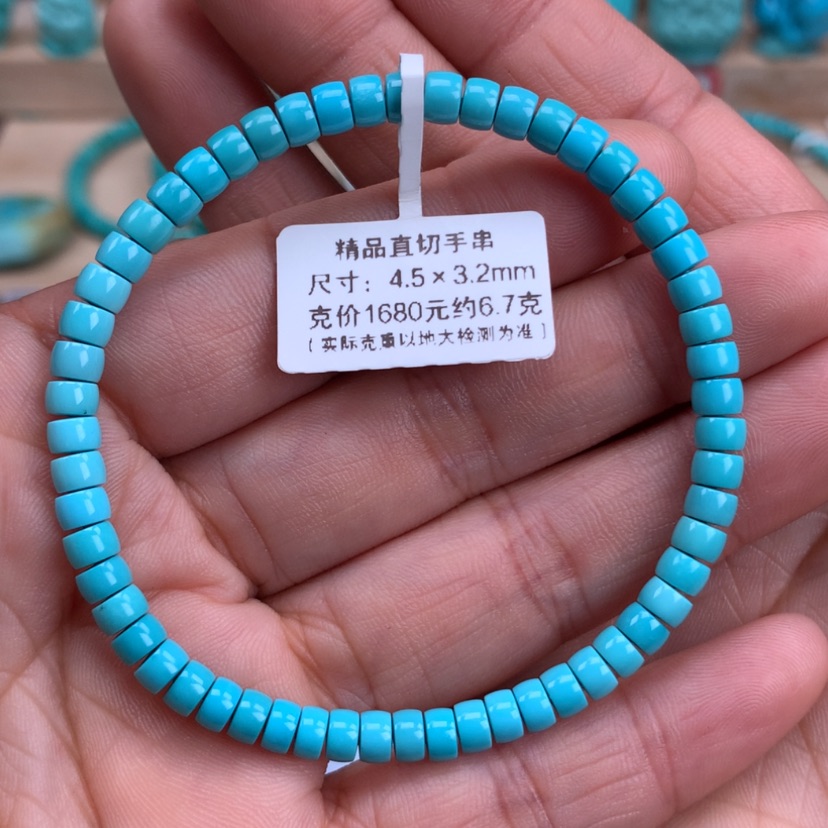 精品直切手串
尺寸：4.5×3.2mm
克价1680元约6.7克
(实际克重以地大检测为准)